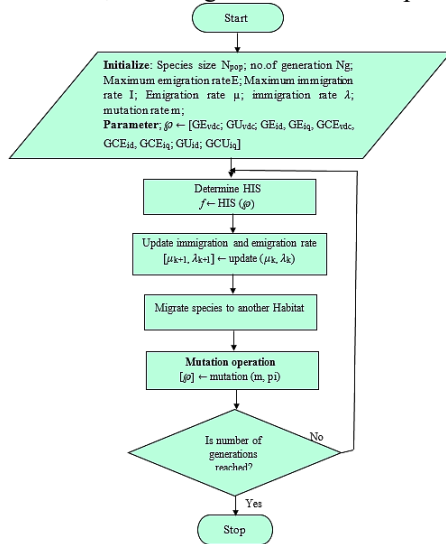 Start
Initialize: Species size Npop; no.of generation Ng;
Maximum emigration rate E; Maximum immigration
rate I; Emigration rate μ; immigration rate λ;
mutation rate m;
Parameter; ℘ ← [GEvdc; GUvdc; GEid, GEiq, GCEvdc,
GCEid, GCEiq; GUid; GCUiq]
Determine HIS
f ← HIS (℘)
Update immigration and emigration rate
[μk+1, λk+1] ← update (μk, λk)
Migrate species to another Habitat
Mutation operation
[℘] ← mutation (m, pi)
Is number of
generations
reached?
No
Yes
Stop